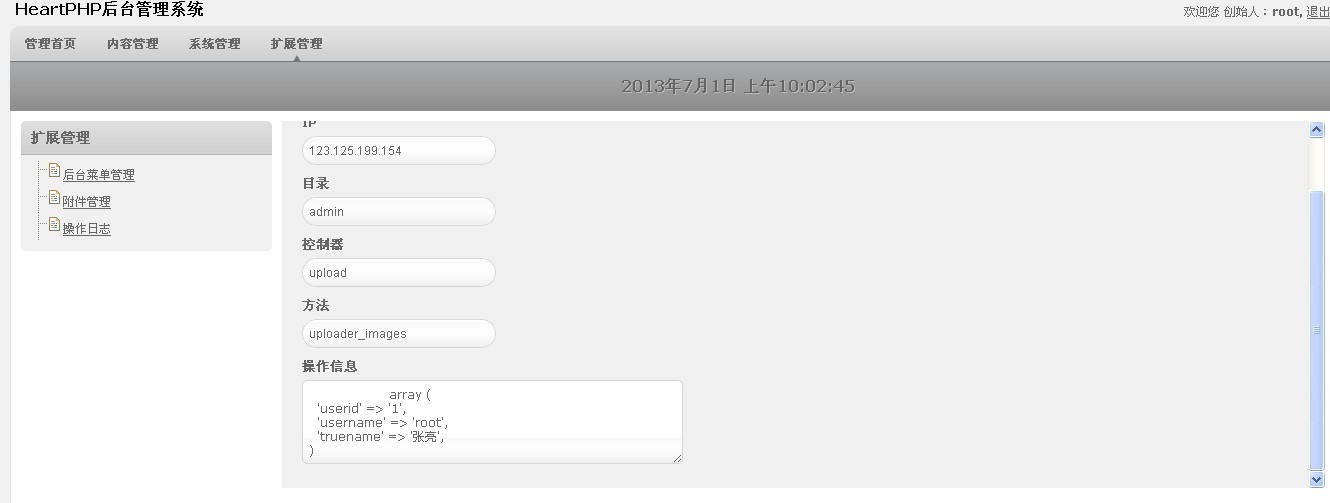 HeartPHP后台管理系统
欢迎您 创始人：root, 退出
管理首页 内容管理 系统管理 扩展管理
2013年7月1日 上午10:02:45
扩展管理
后台菜单管理
附件管理
操作日志
IP
123.125.199.154
目录
admin
控制器
upload
方法
uploader_images
操作信息
array (
'userid' => '1',
'username' => 'root',
'truename' => '张亮',
)